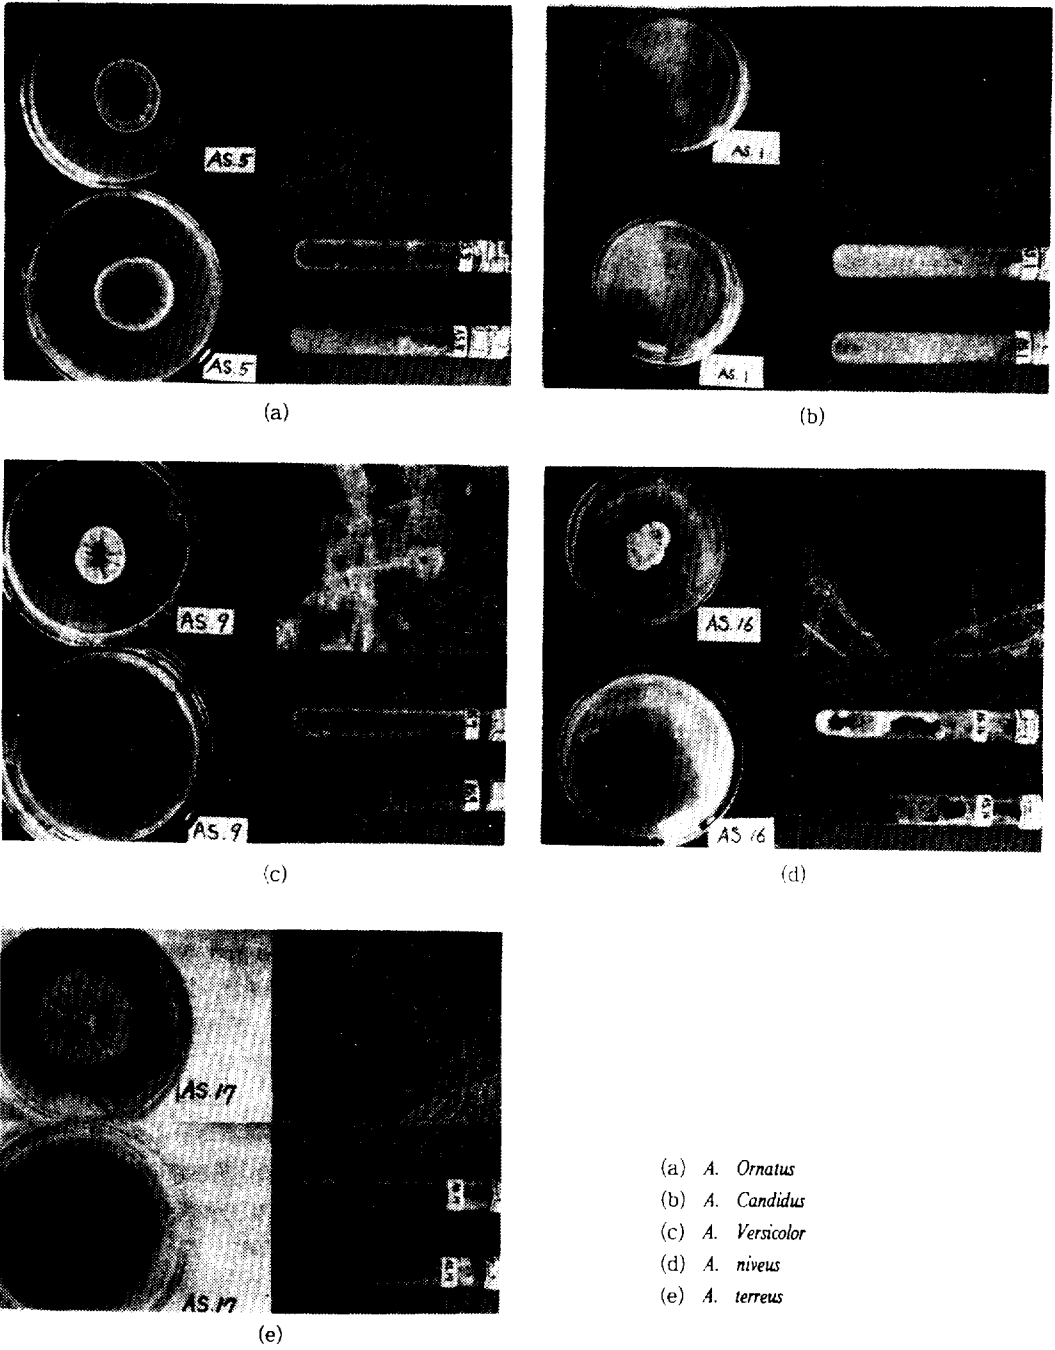 AS.5
AS.5
(a)
AS.1
AS.1
(b)
AS.9
AS.9
(c)
AS.16
AS 16
(d)
AS.17
AS.17
(e)
(a) A. Ornatus
(b) A. Candidus
(c) A. Versicolor
(d) A. niveus
(e) A. terreus